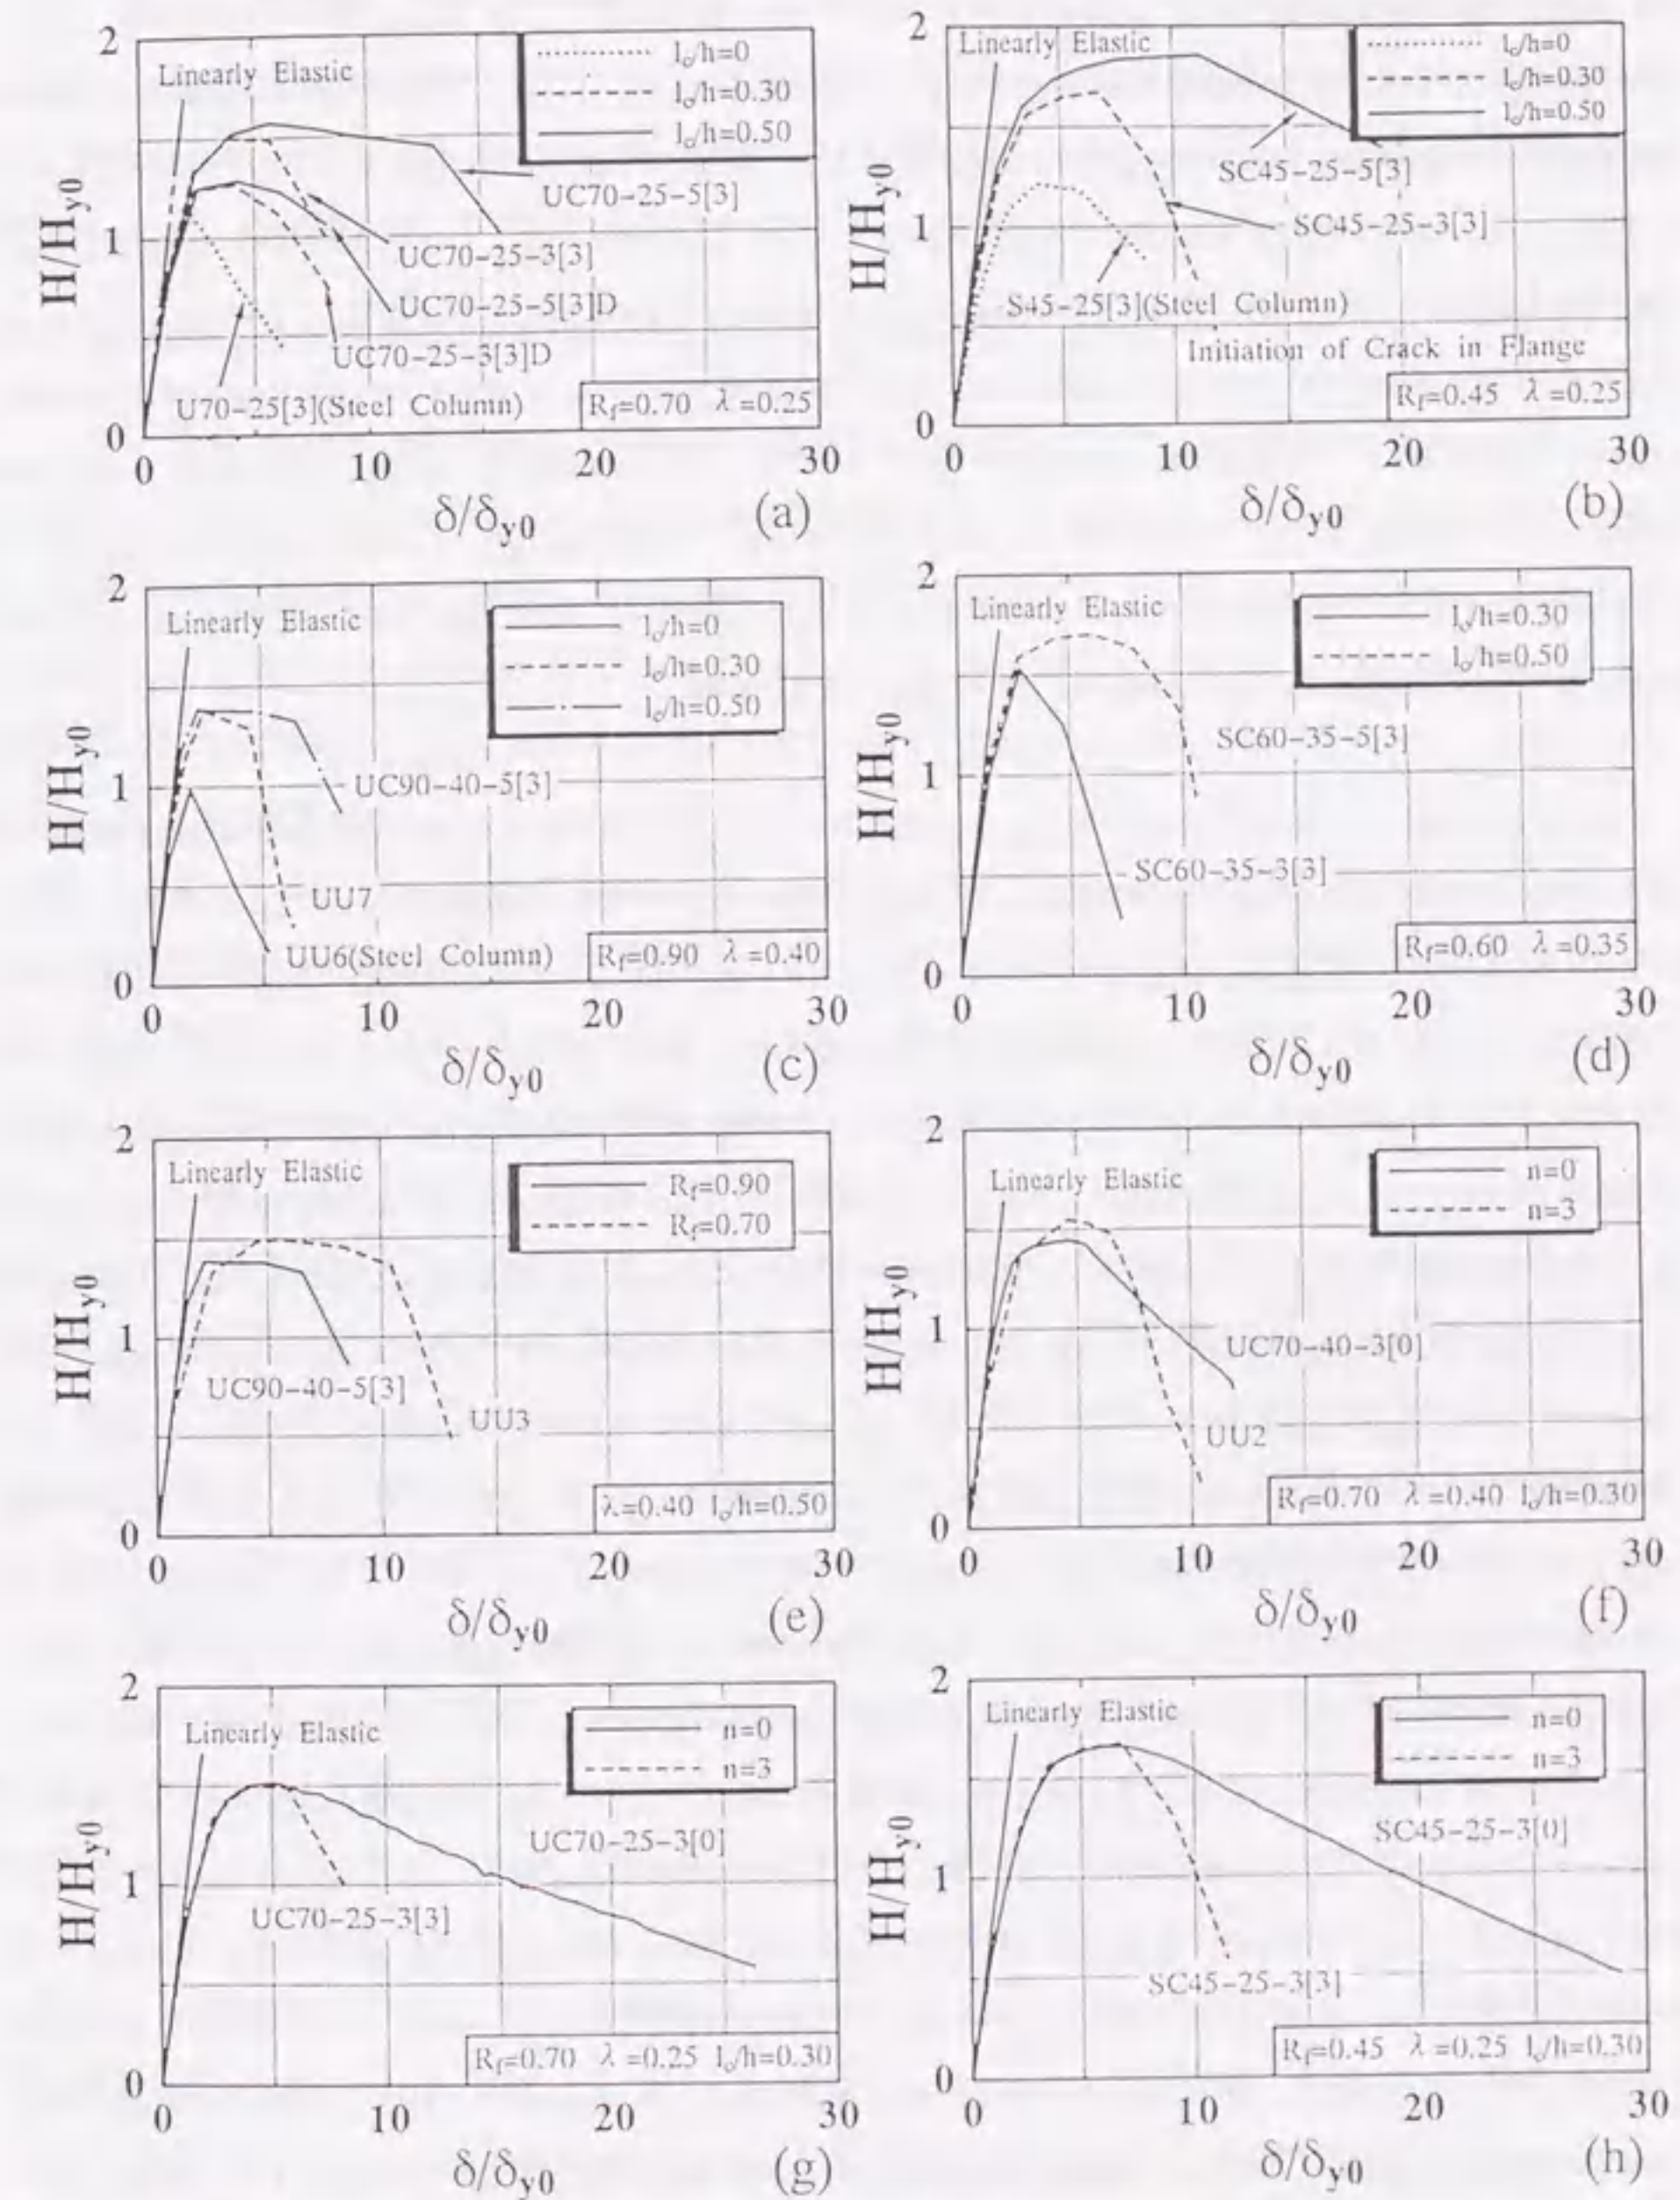 2
Linearly Elastic
l_c/h=0
l_c/h=0.30
l_c/h=0.50
UC70-25-5[3]
H/H_y0
1
UC70-25-3[3]
UC70-25-5[3]D
UC70-25-3[3]D
U70-25[3](Steel Column)
R_f=0.70 λ=0.25
0
0 10 20 30
δ/δ_y0
(a)
2
Linearly Elastic
l_c/h=0
l_c/h=0.30
l_c/h=0.50
SC45-25-5[3]
H/H_y0
1
SC45-25-3[3]
S45-25[3](Steel Column)
Initiation of Crack in Flange
R_f=0.45 λ=0.25
0
0 10 20 30
δ/δ_y0
(b)
2
Linearly Elastic
l_c/h=0
l_c/h=0.30
l_c/h=0.50
H/H_y0
1
UC90-40-5[3]
UU7
UU6(Steel Column)
R_f=0.90 λ=0.40
0
0 10 20 30
δ/δ_y0
(c)
2
Linearly Elastic
l_c/h=0.30
l_c/h=0.50
SC60-35-5[3]
H/H_y0
1
SC60-35-3[3]
R_f=0.60 λ=0.35
0
0 10 20 30
δ/δ_y0
(d)
2
Linearly Elastic
R_f=0.90
R_f=0.70
H/H_y0
1
UC90-40-5[3]
UU3
λ=0.40 l_c/h=0.50
0
0 10 20 30
δ/δ_y0
(e)
2
Linearly Elastic
n=0
n=3
H/H_y0
1
UC70-40-3[0]
UU2
R_f=0.70 λ=0.40 l_c/h=0.30
0
0 10 20 30
δ/δ_y0
(f)
2
Linearly Elastic
n=0
n=3
UC70-25-3[0]
H/H_y0
1
UC70-25-3[3]
R_f=0.70 λ=0.25 l_c/h=0.30
0
0 10 20 30
δ/δ_y0
(g)
2
Linearly Elastic
n=0
n=3
SC45-25-3[0]
H/H_y0
1
SC45-25-3[3]
R_f=0.45 λ=0.25 l_c/h=0.30
0
0 10 20 30
δ/δ_y0
(h)